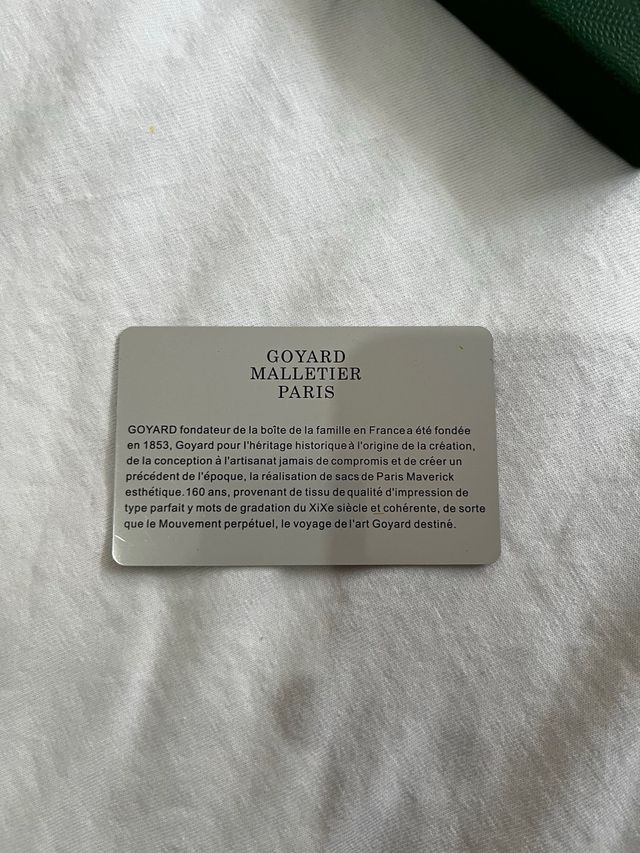 GOYARD
MALLETIER
PARIS
GOYARD fondateur de la boîte de la famille en Francea été fondée
en 1853, Goyard pour l'héritage historique à l'origine de la création,
de la conception à l'artisanat jamais de compromis et de créer un
précédent de l'époque, la réalisation de sacs de Paris Maverick
esthétique.160 ans, provenant de tissu de qualité d'impression de
type parfait y mots de gradation du XiXe siècle et cohérente, de sorte
que le Mouvement perpétuel, le voyage de l'art Goyard destiné.